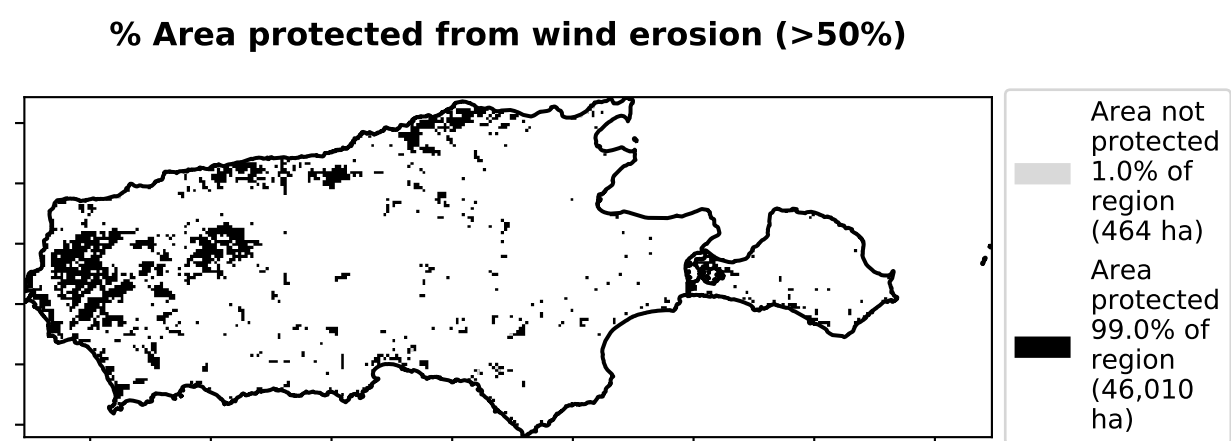 % Area protected from wind erosion (>50%)
Area not
protected
1.0% of
region
(464 ha)
Area
protected
99.0% of
region
(46,010
ha)